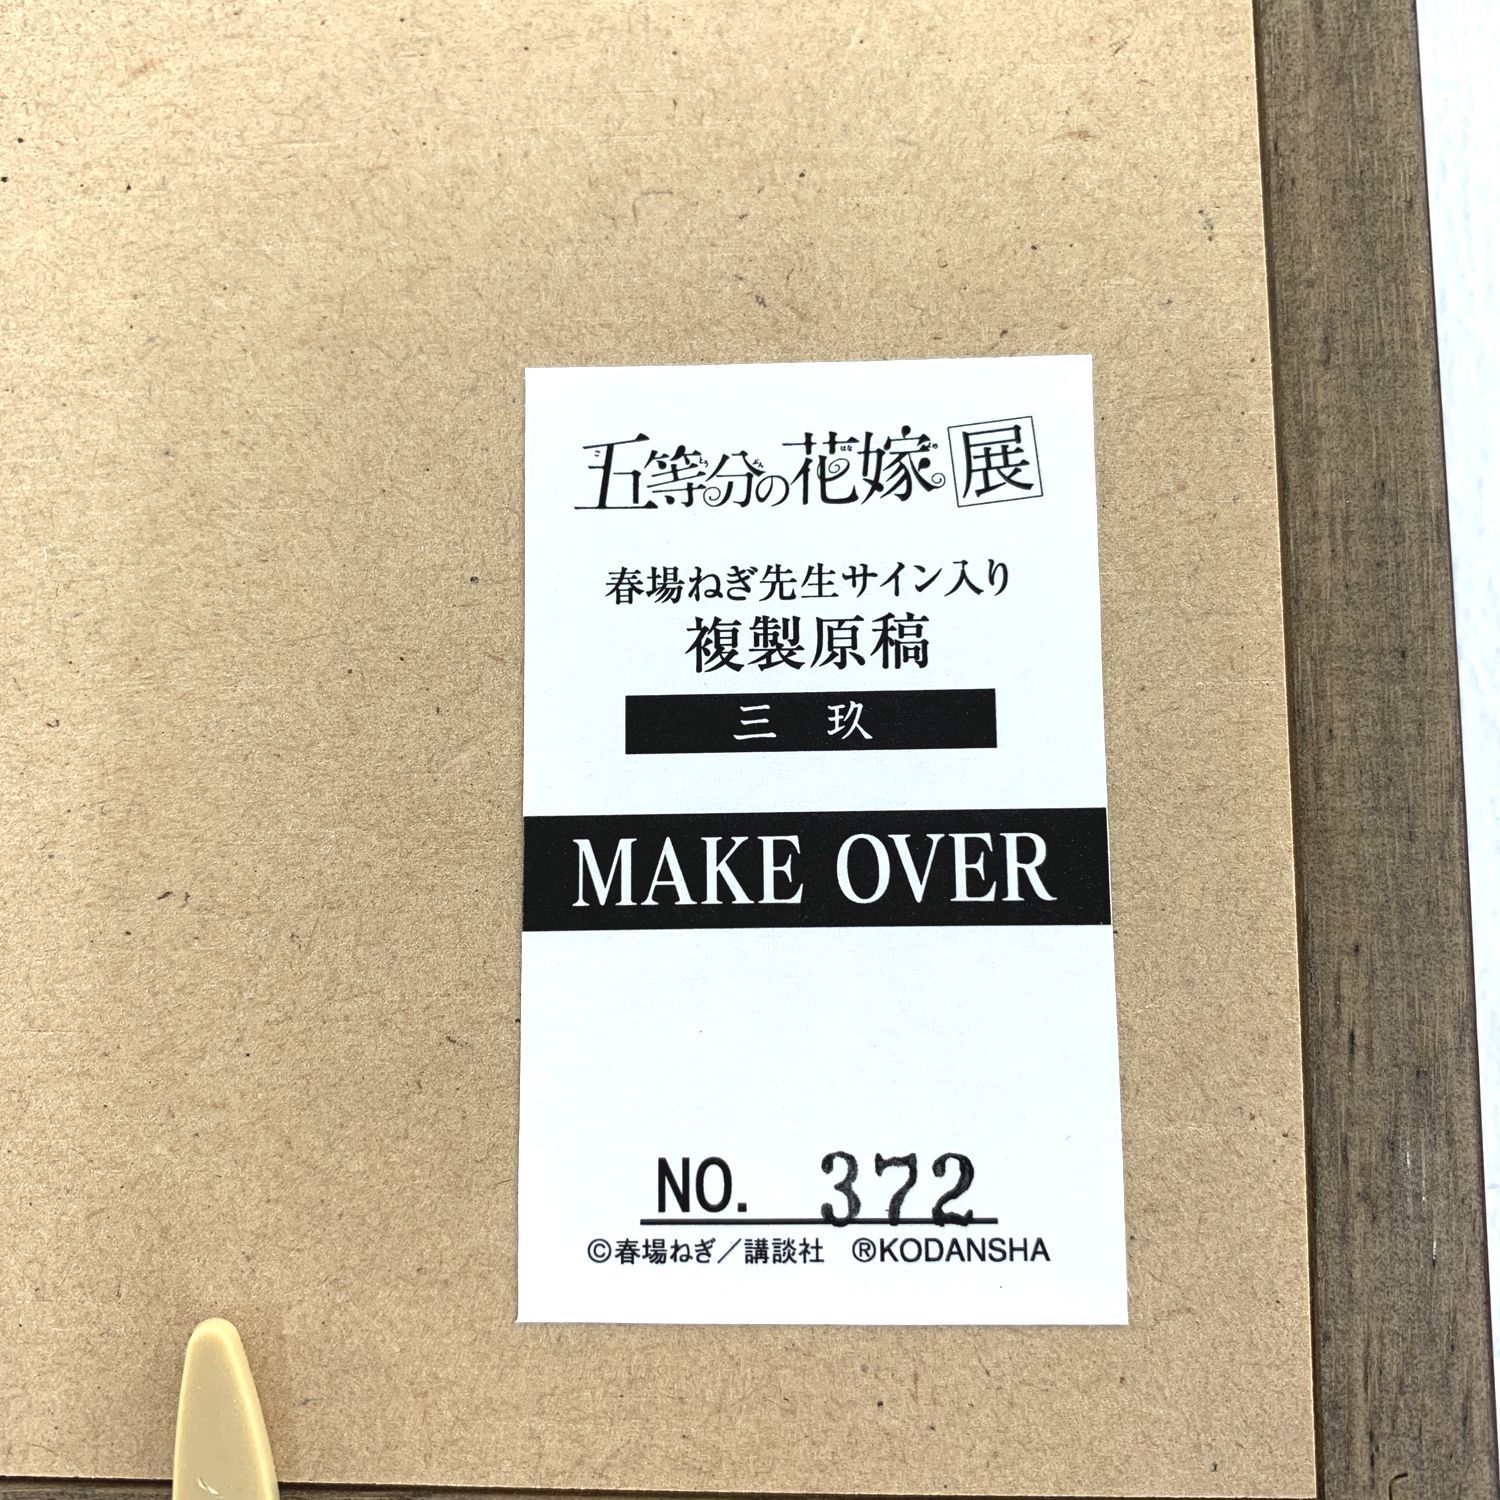 五等分の花嫁 展
春場ねぎ先生サイン入り
複製原稿
三 玖
MAKE OVER
NO. 372
©春場ねぎ／講談社 ®KODANSHA